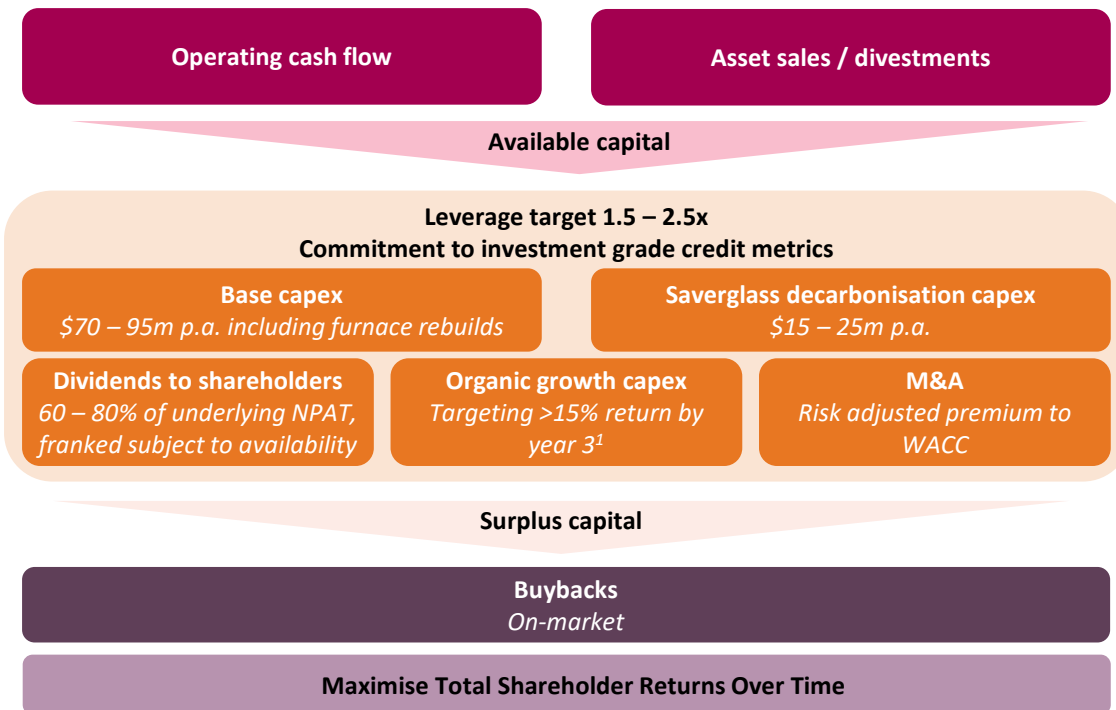 Operating cash flow
Asset sales / divestments
Available capital
Leverage target 1.5 – 2.5x
Commitment to investment grade credit metrics
Base capex
$70 – 95m p.a. including furnace rebuilds
Saverglass decarbonisation capex
$15 – 25m p.a.
Dividends to shareholders
60 – 80% of underlying NPAT,
franked subject to availability
Organic growth capex
Targeting >15% return by
year 3¹
M&A
Risk adjusted premium to
WACC
Surplus capital
Buybacks
On-market
Maximise Total Shareholder Returns Over Time